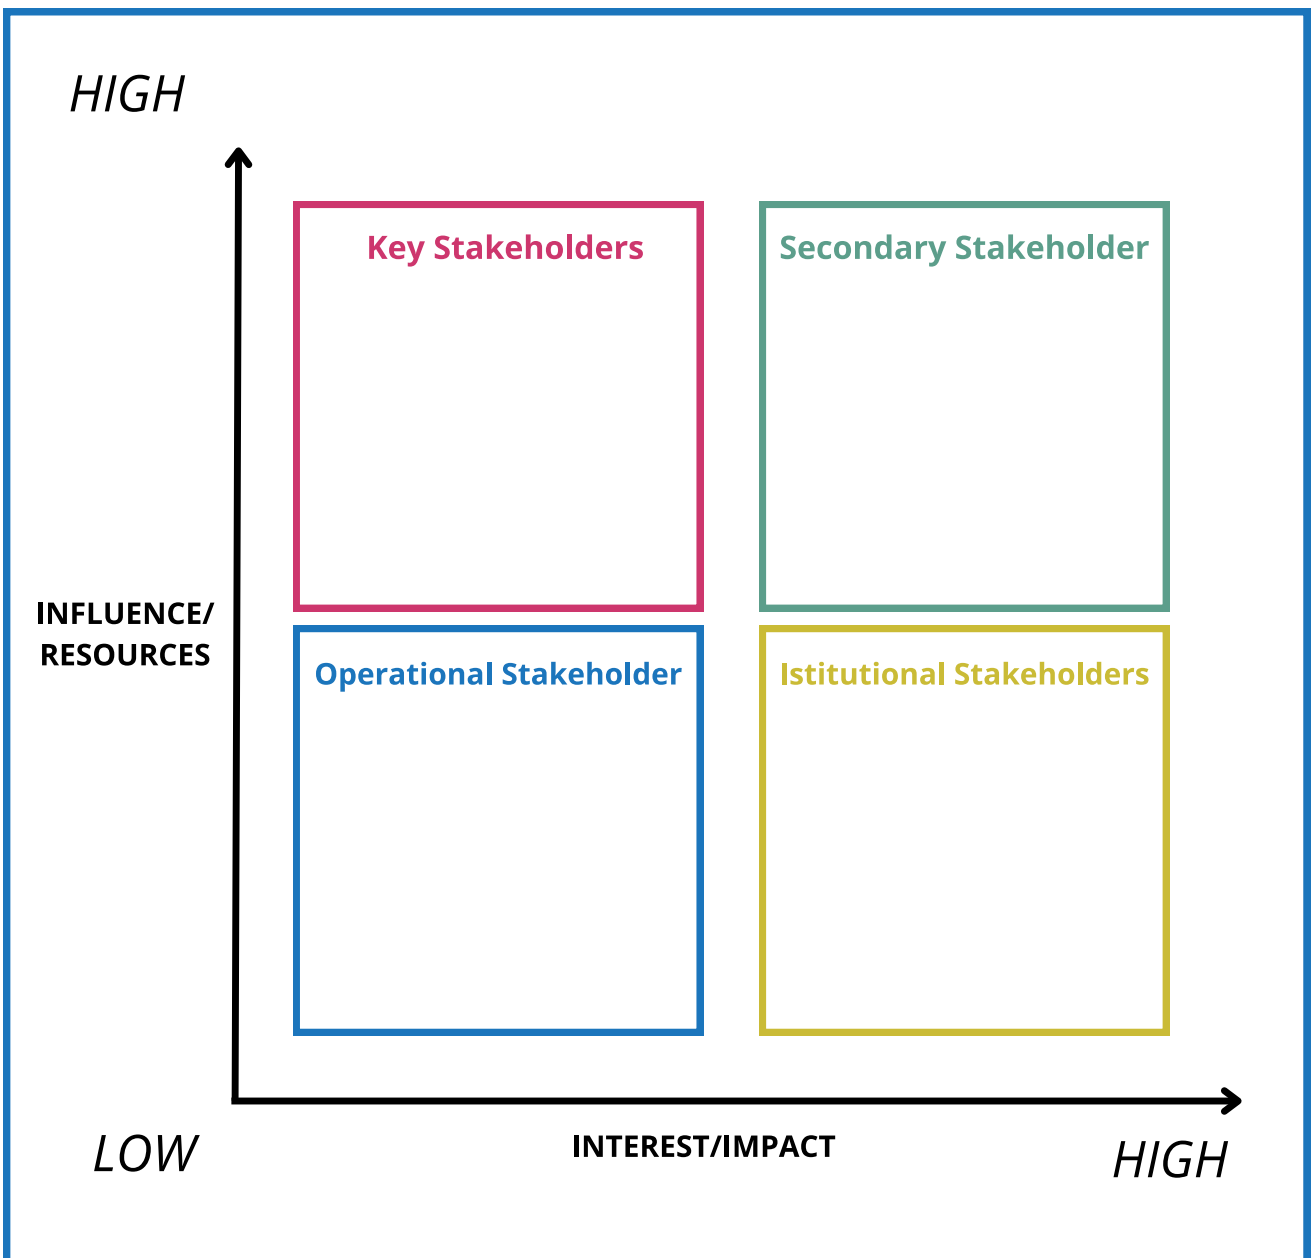 HIGH
Key Stakeholders
Secondary Stakeholder
INFLUENCE/
RESOURCES
Operational Stakeholder
Istitutional Stakeholders
LOW
INTEREST/IMPACT
HIGH